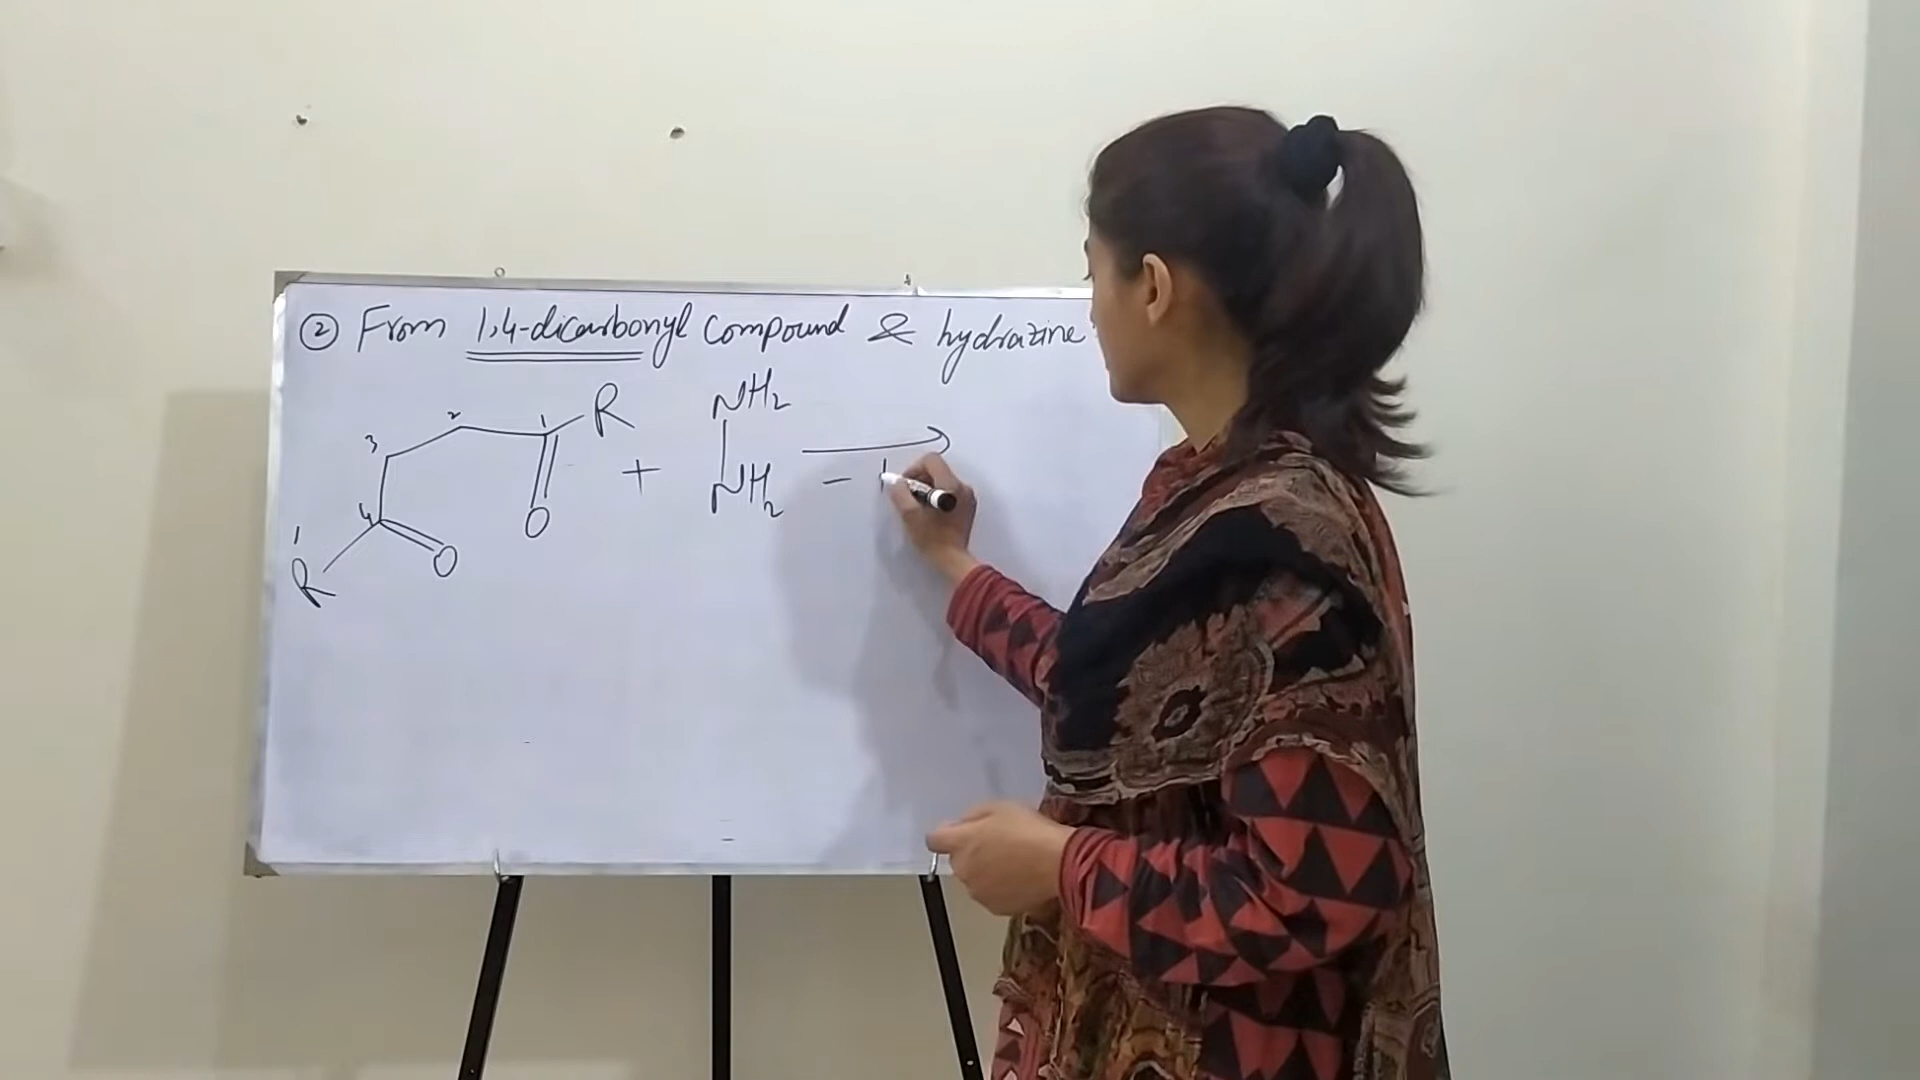 ② From 1,4-dicarbonyl compound & hydrazine
3 2 1 R
NH2
+
NH2 -
4 O O
R'